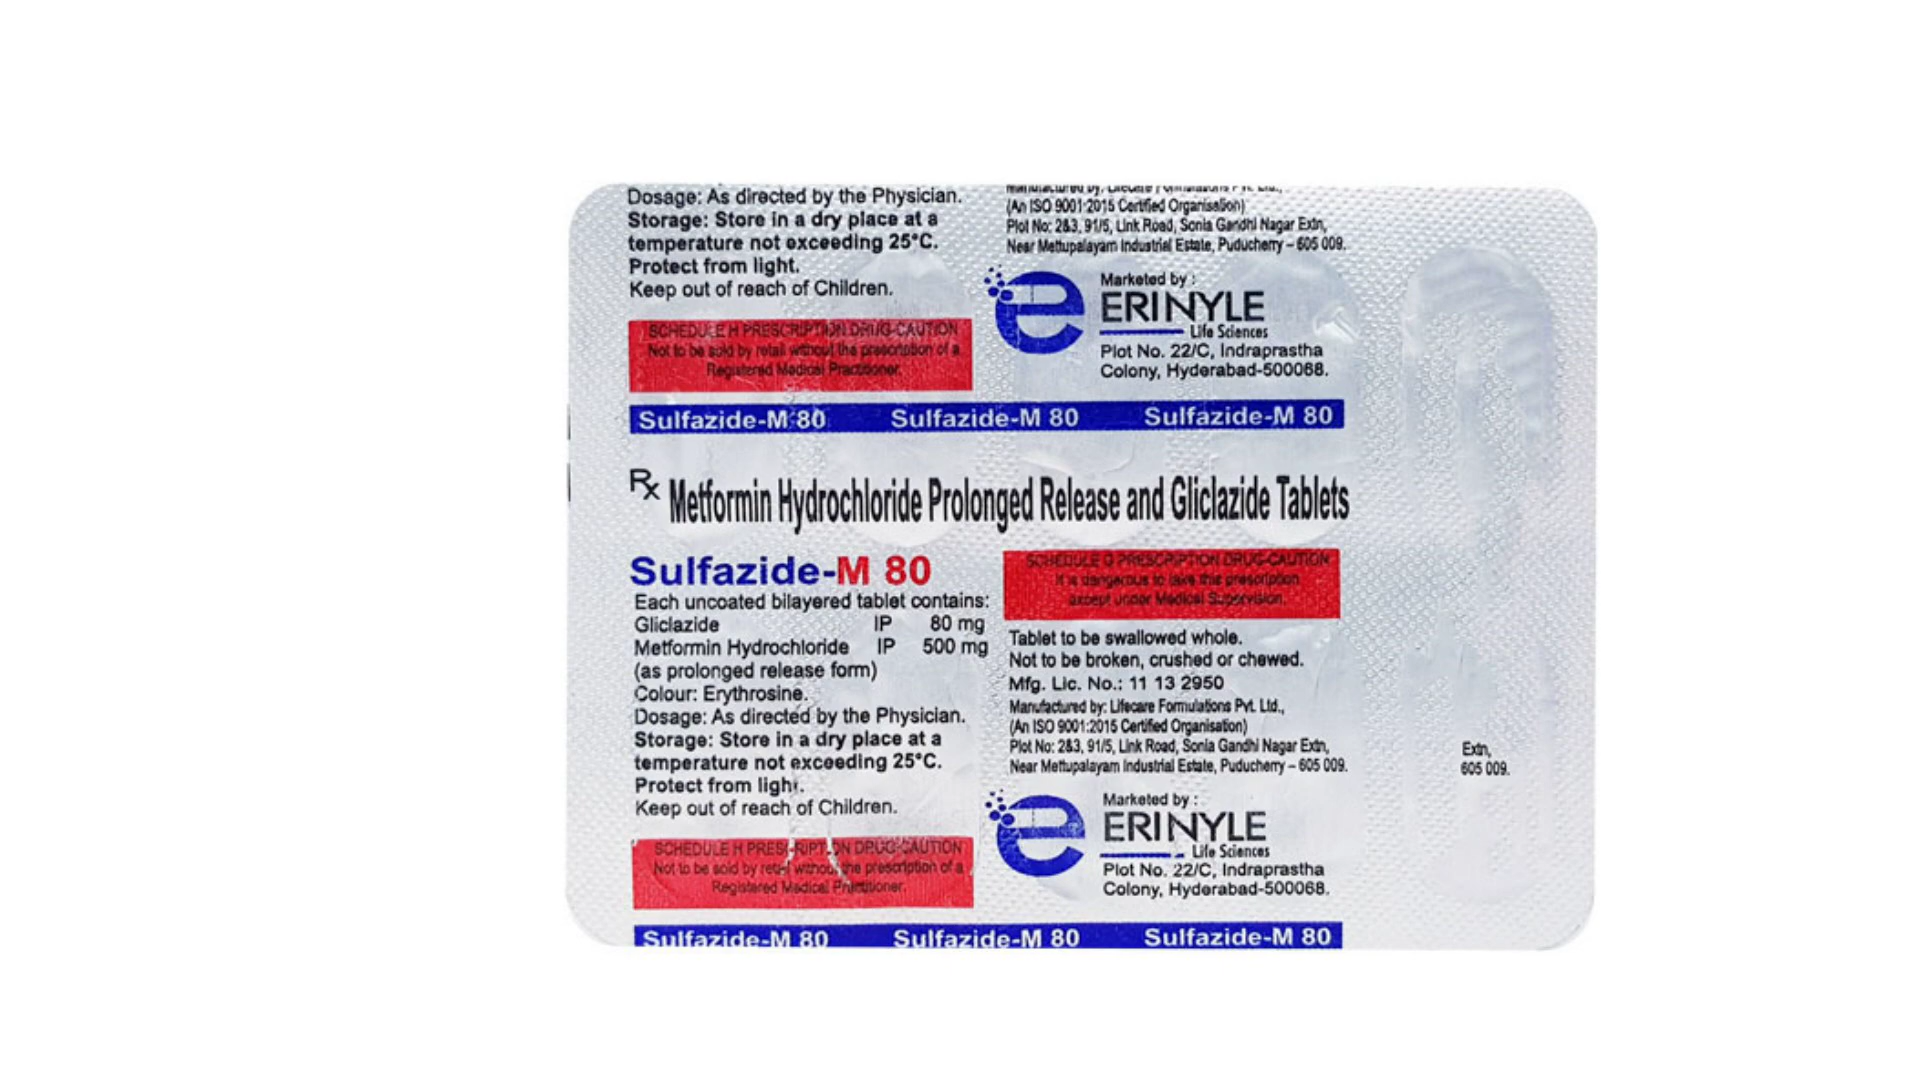 Dosage: As directed by the Physician.
Storage: Store in a dry place at a
temperature not exceeding 25°C.
Protect from light.
Keep out of reach of Children.
SCHEDULE H PRESCRIPTION DRUG-CAUTION
Not to be sold by retail without the prescription of a
Registered Medical Practitioner.
Manufactured by: Lifecare Formulations Pvt. Ltd.,
(An ISO 9001:2015 Certified Organisation)
Plot No: 2&3, 91/5, Link Road, Sonia Gandhi Nagar Extn,
Near Mettupalayam Industrial Estate, Puducherry – 605 009.
e
Marketed by :
ERINYLE
Life Sciences
Plot No. 22/C, Indraprastha
Colony, Hyderabad-500068.
Sulfazide-M 80 Sulfazide-M 80 Sulfazide-M 80
Rx Metformin Hydrochloride Prolonged Release and Gliclazide Tablets
Sulfazide-M 80
Each uncoated bilayered tablet contains:
Gliclazide IP 80 mg
Metformin Hydrochloride IP 500 mg
(as prolonged release form)
Colour: Erythrosine.
Dosage: As directed by the Physician.
Storage: Store in a dry place at a
temperature not exceeding 25°C.
Protect from light.
Keep out of reach of Children.
SCHEDULE H PRESCRIPTION DRUG-CAUTION
Not to be sold by retail without the prescription of a
Registered Medical Practitioner.
SCHEDULE G PRESCRIPTION DRUG-CAUTION
It is dangerous to take this prescription
except under Medical Supervision.
Tablet to be swallowed whole.
Not to be broken, crushed or chewed.
Mfg. Lic. No.: 11 13 2950
Manufactured by: Lifecare Formulations Pvt. Ltd.,
(An ISO 9001:2015 Certified Organisation)
Plot No: 2&3, 91/5, Link Road, Sonia Gandhi Nagar Extn,
Near Mettupalayam Industrial Estate, Puducherry – 605 009.
e
Marketed by :
ERINYLE
Life Sciences
Plot No. 22/C, Indraprastha
Colony, Hyderabad-500068.
Extn,
605 009.
Sulfazide-M 80 Sulfazide-M 80 Sulfazide-M 80